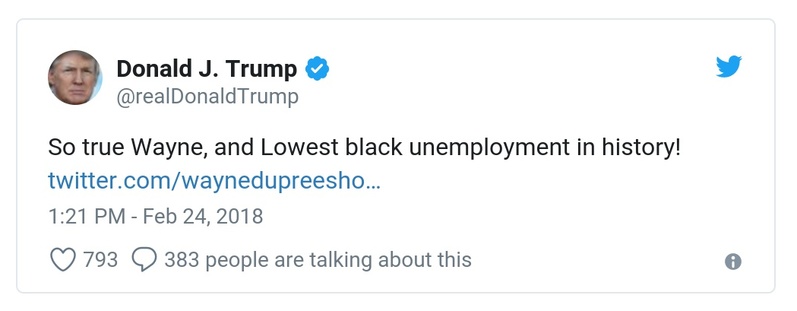 Donald J. Trump
@realDonaldTrump
So true Wayne, and Lowest black unemployment in history!
twitter.com/waynedupreesho…
1:21 PM - Feb 24, 2018
793 383 people are talking about this